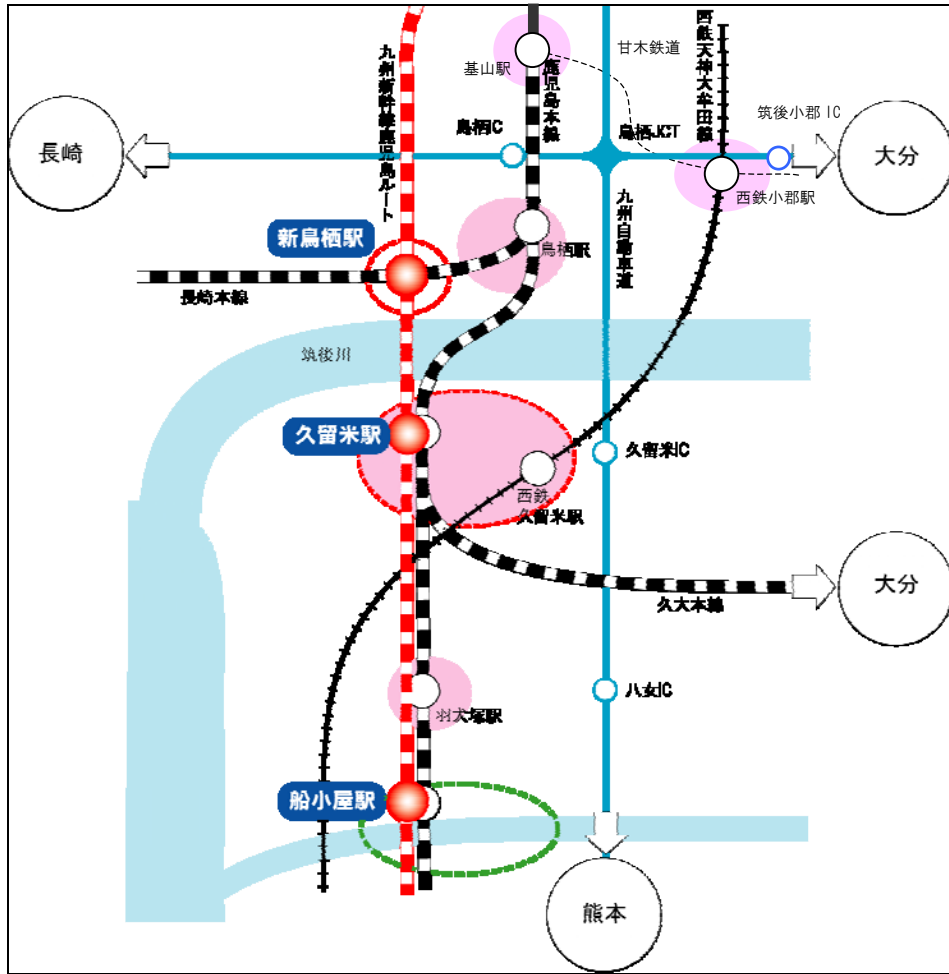 西鉄天神大牟田線
甘木鉄道
九州新幹線鹿児島ルート
基山駅
鹿児島本線
筑後小郡IC
鳥栖IC
鳥栖JCT
長崎
大分
西鉄小郡駅
九州自動車道
新鳥栖駅
鳥栖駅
長崎本線
筑後川
久留米駅
久留米IC
西鉄
久留米駅
大分
久大本線
八女IC
羽犬塚駅
船小屋駅
熊本